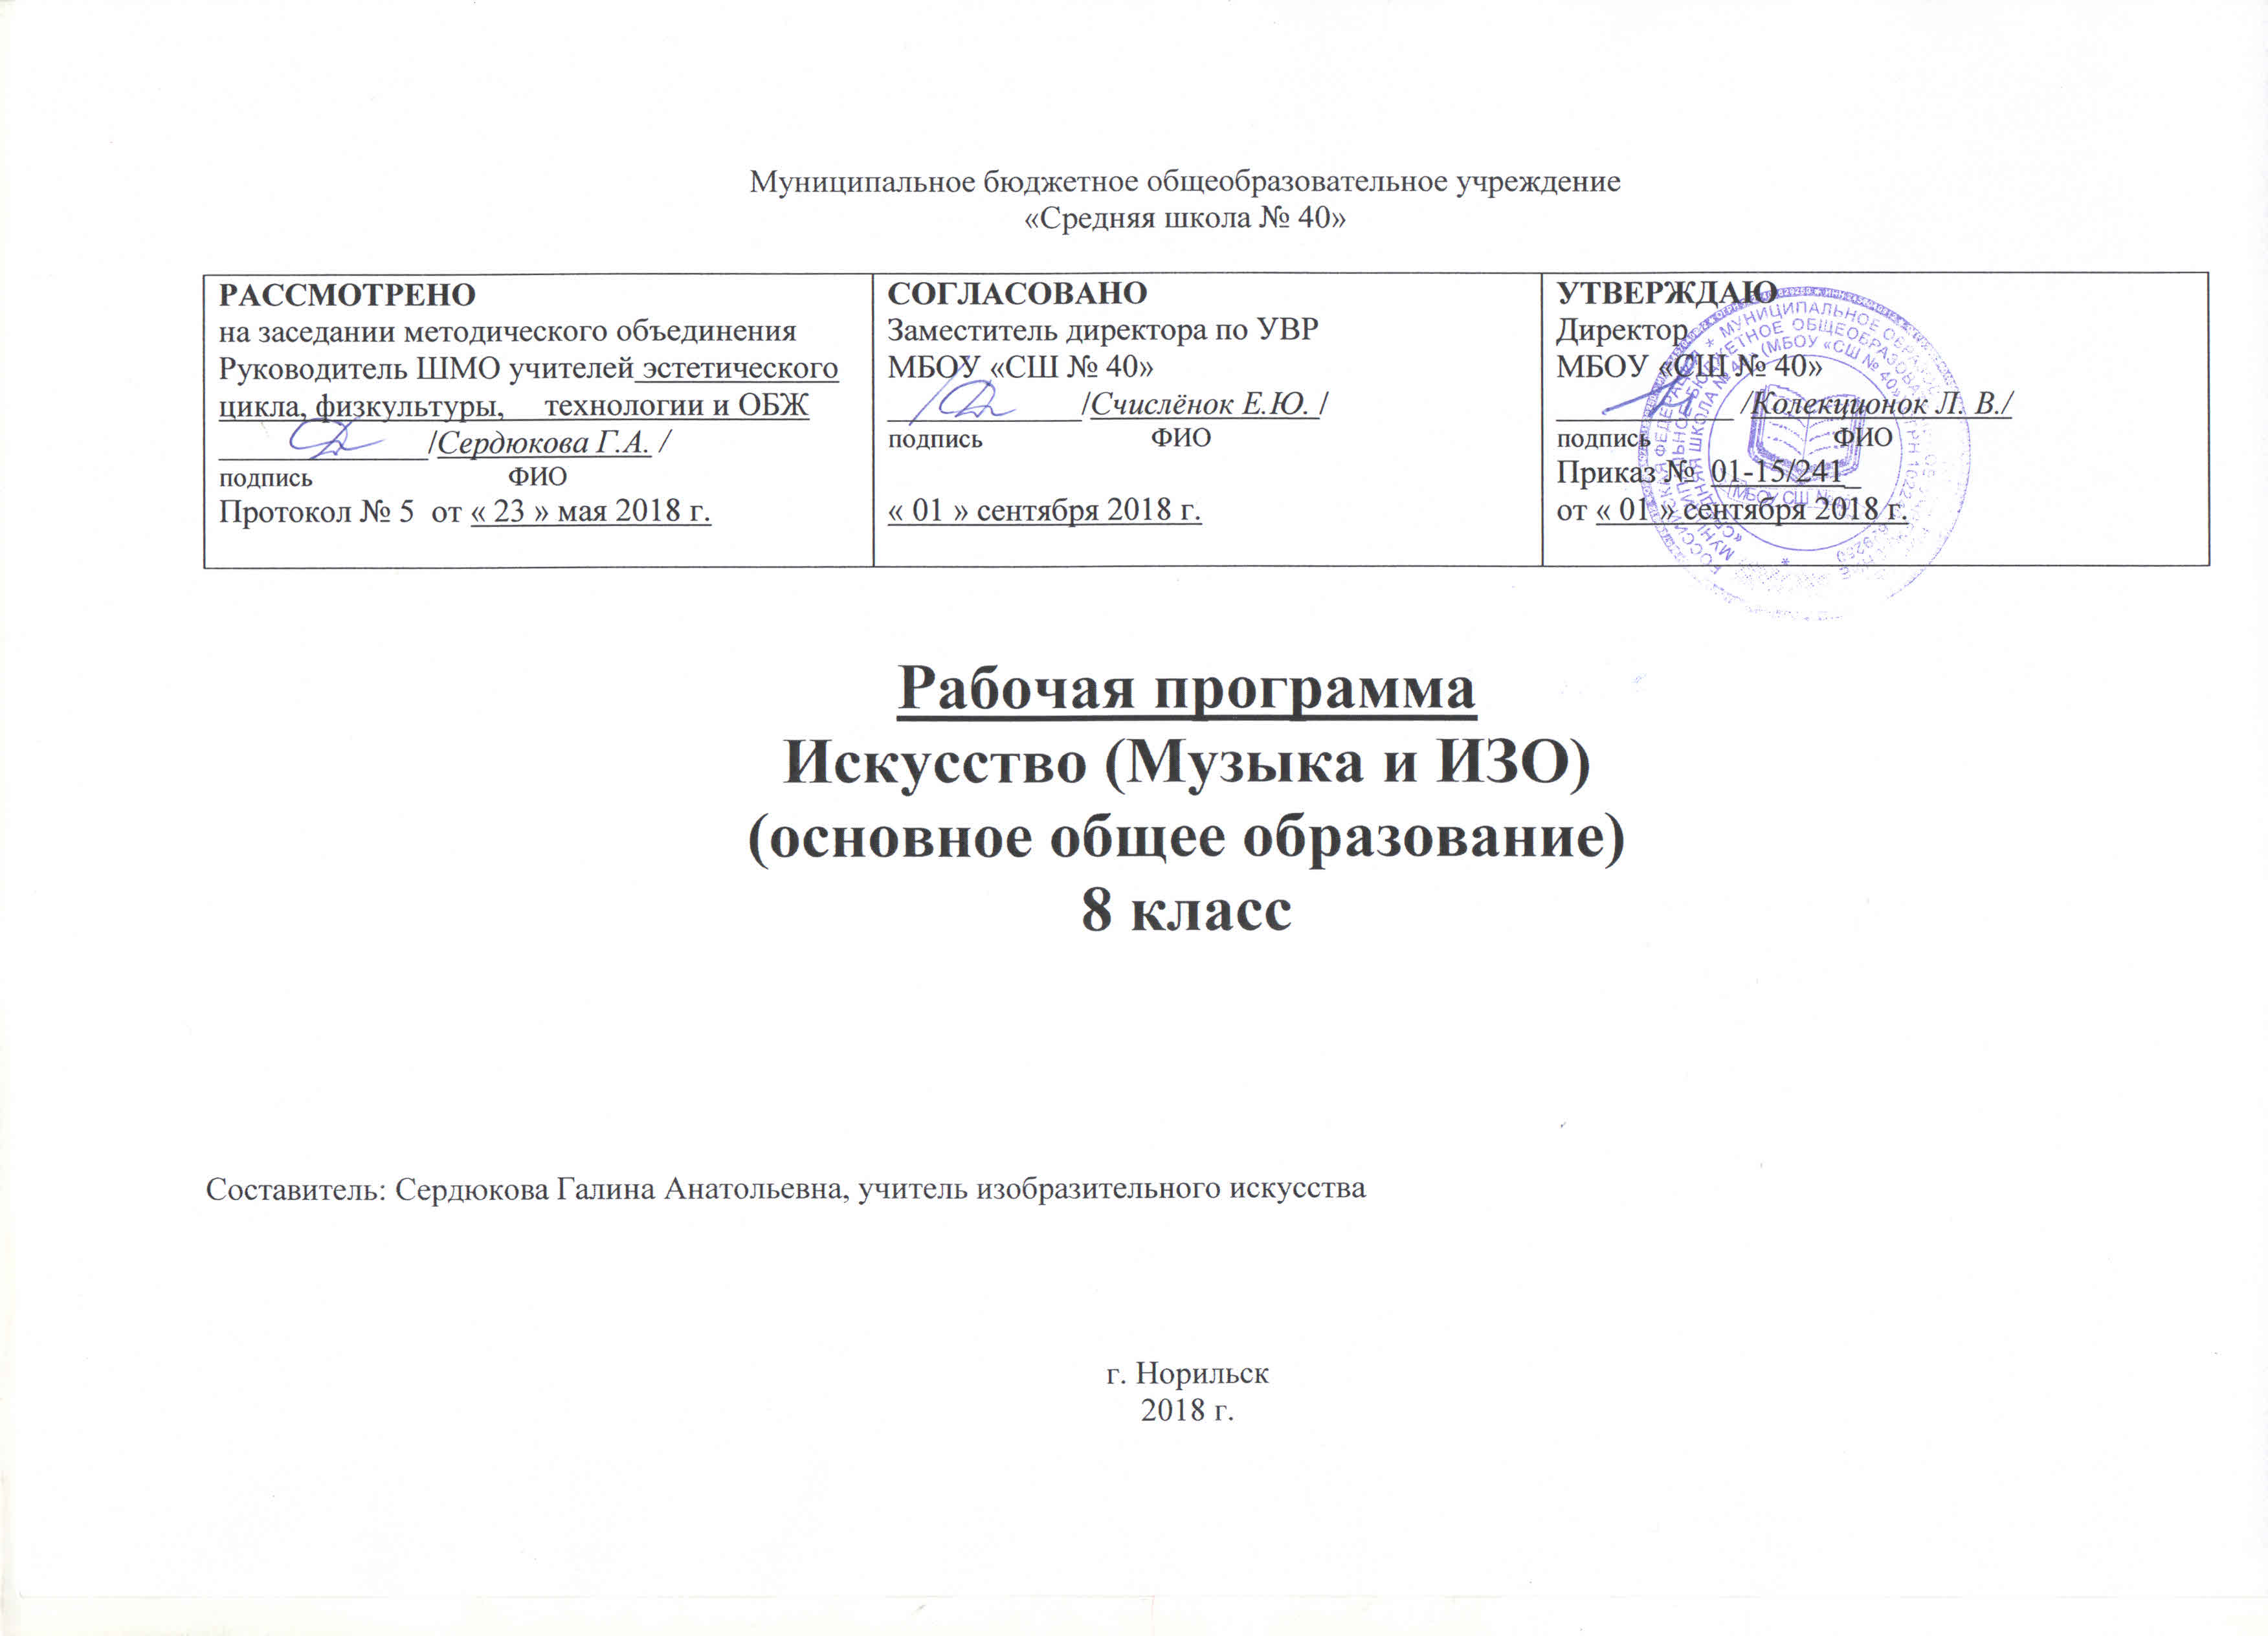 Муниципальное бюджетное общеобразовательное учреждение
«Средняя школа № 40»
РАССМОТРЕНО
на заседании методического объединения
Руководитель ШМО учителей эстетического
цикла, физкультуры, технологии и ОБЖ
/Сердюкова Г.А. /
подпись ФИО
Протокол № 5 от « 23 » мая 2018 г.
СОГЛАСОВАНО
Заместитель директора по УВР
МБОУ «СШ № 40»
/Счислёнок Е.Ю. /
подпись ФИО
« 01 » сентября 2018 г.
УТВЕРЖДАЮ
Директор
МБОУ «СШ № 40»
/Колекционок Л. В./
подпись ФИО
Приказ № 01-15/241
от « 01 » сентября 2018 г.
Рабочая программа
Искусство (Музыка и ИЗО)
(основное общее образование)
8 класс
Составитель: Сердюкова Галина Анатольевна, учитель изобразительного искусства
г. Норильск
2018 г.